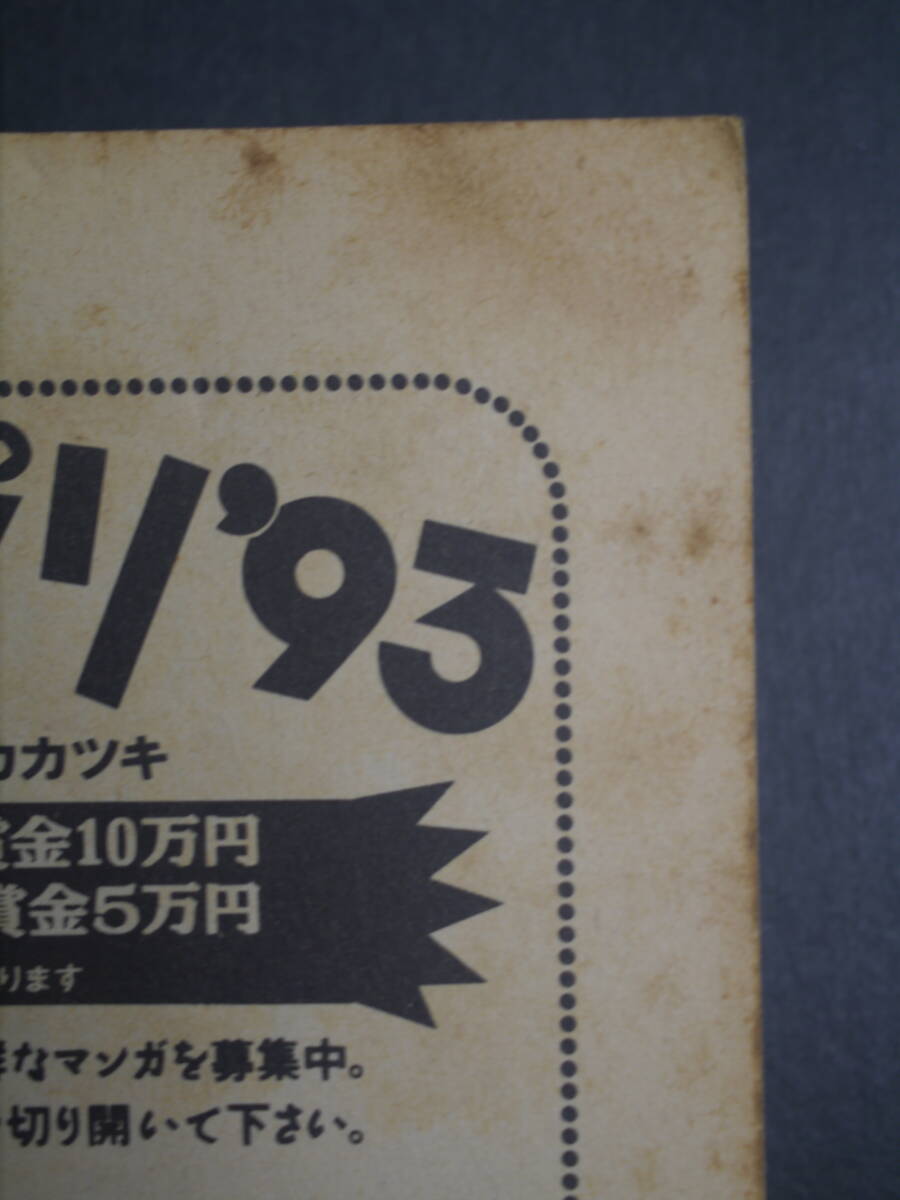 プリ'93
カツキ
賞金10万円
賞金5万円
ります
なマンガを募集中。
切り開いて下さい。